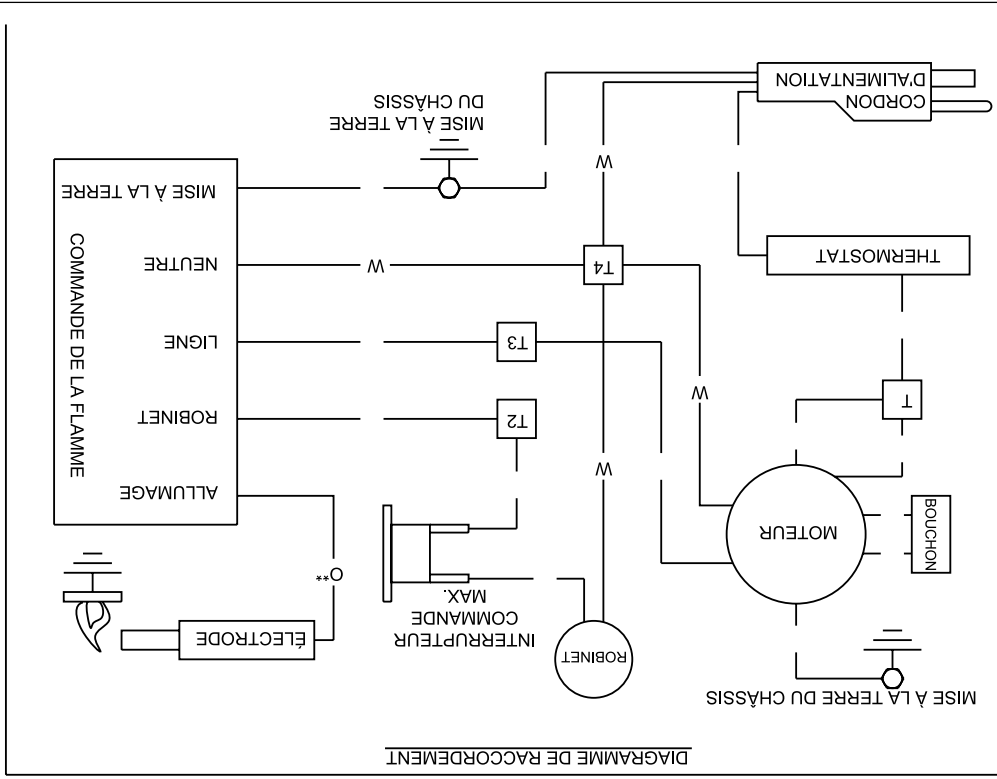 DIAGRAMME DE RACCORDEMENT
MISE À LA TERRE DU CHÂSSIS
ROBINET
INTERRUPTEUR
COMMANDE
MAX.
ÉLECTRODE
O**
BOUCHON
MOTEUR
W
ALLUMAGE
T
W
T2
ROBINET
T3
LIGNE
THERMOSTAT
T4
W
NEUTRE
COMMANDE DE LA FLAMME
MISE À LA TERRE
W
MISE À LA TERRE
DU CHÂSSIS
CORDON
D'ALIMENTATION